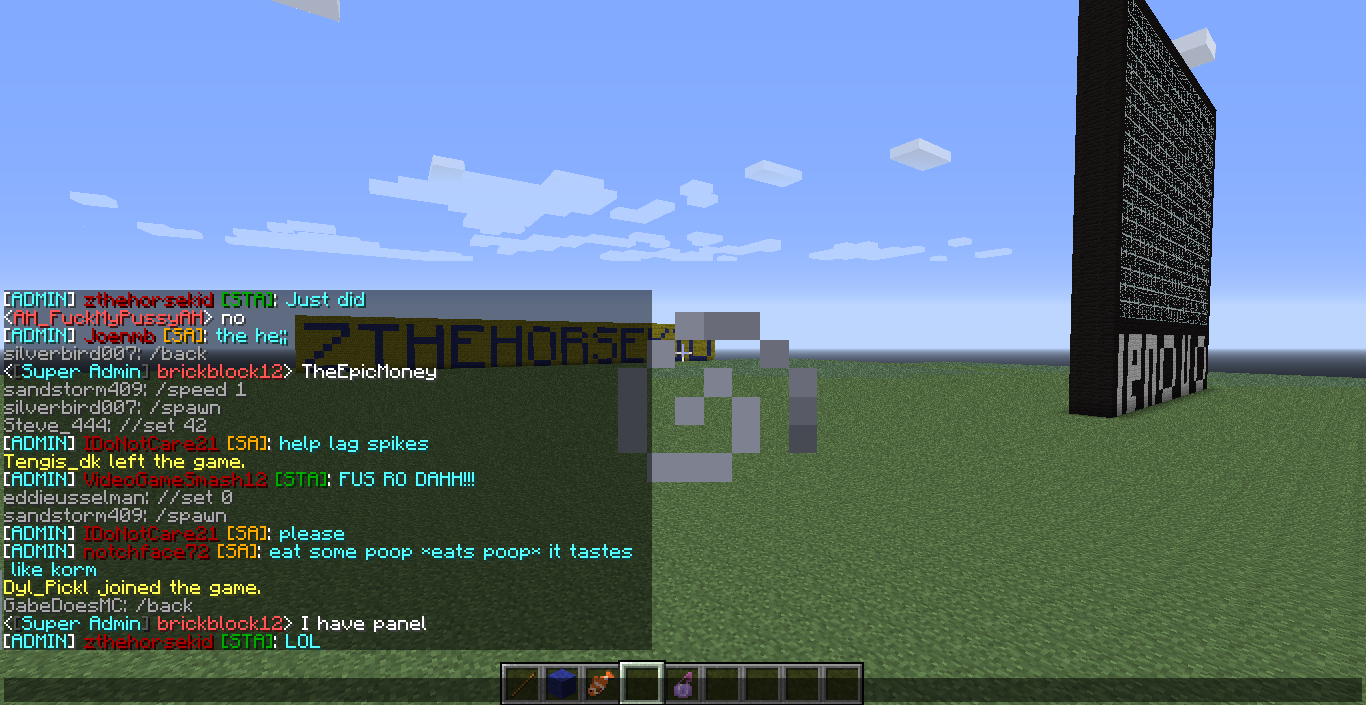 [ADMIN] zthehorsekid [STA]: Just did
<AH_FuckMyPussyAH> no
[ADMIN] Joenmb [SA]: the he;;
silverbird007: /back
<[Super Admin] brickblock12> TheEpicMoney
sandstorm409: /speed 1
silverbird007: /spawn
Steve_444: //set 42
[ADMIN] IDoNotCare21 [SA]: help lag spikes
Tengis_dk left the game.
[ADMIN] VideoGameSmash12 [STA]: FUS RO DAHH!!!
eddieusselman: //set 0
sandstorm409: /spawn
[ADMIN] IDoNotCare21 [SA]: please
[ADMIN] notchface72 [SA]: eat some poop *eats poop* it tastes
like korm
Dyl_Pickl joined the game.
GabeDoesMC: /back
<[Super Admin] brickblock12> I have panel
[ADMIN] zthehorsekid [STA]: LOL
ZTHEHORSEKID